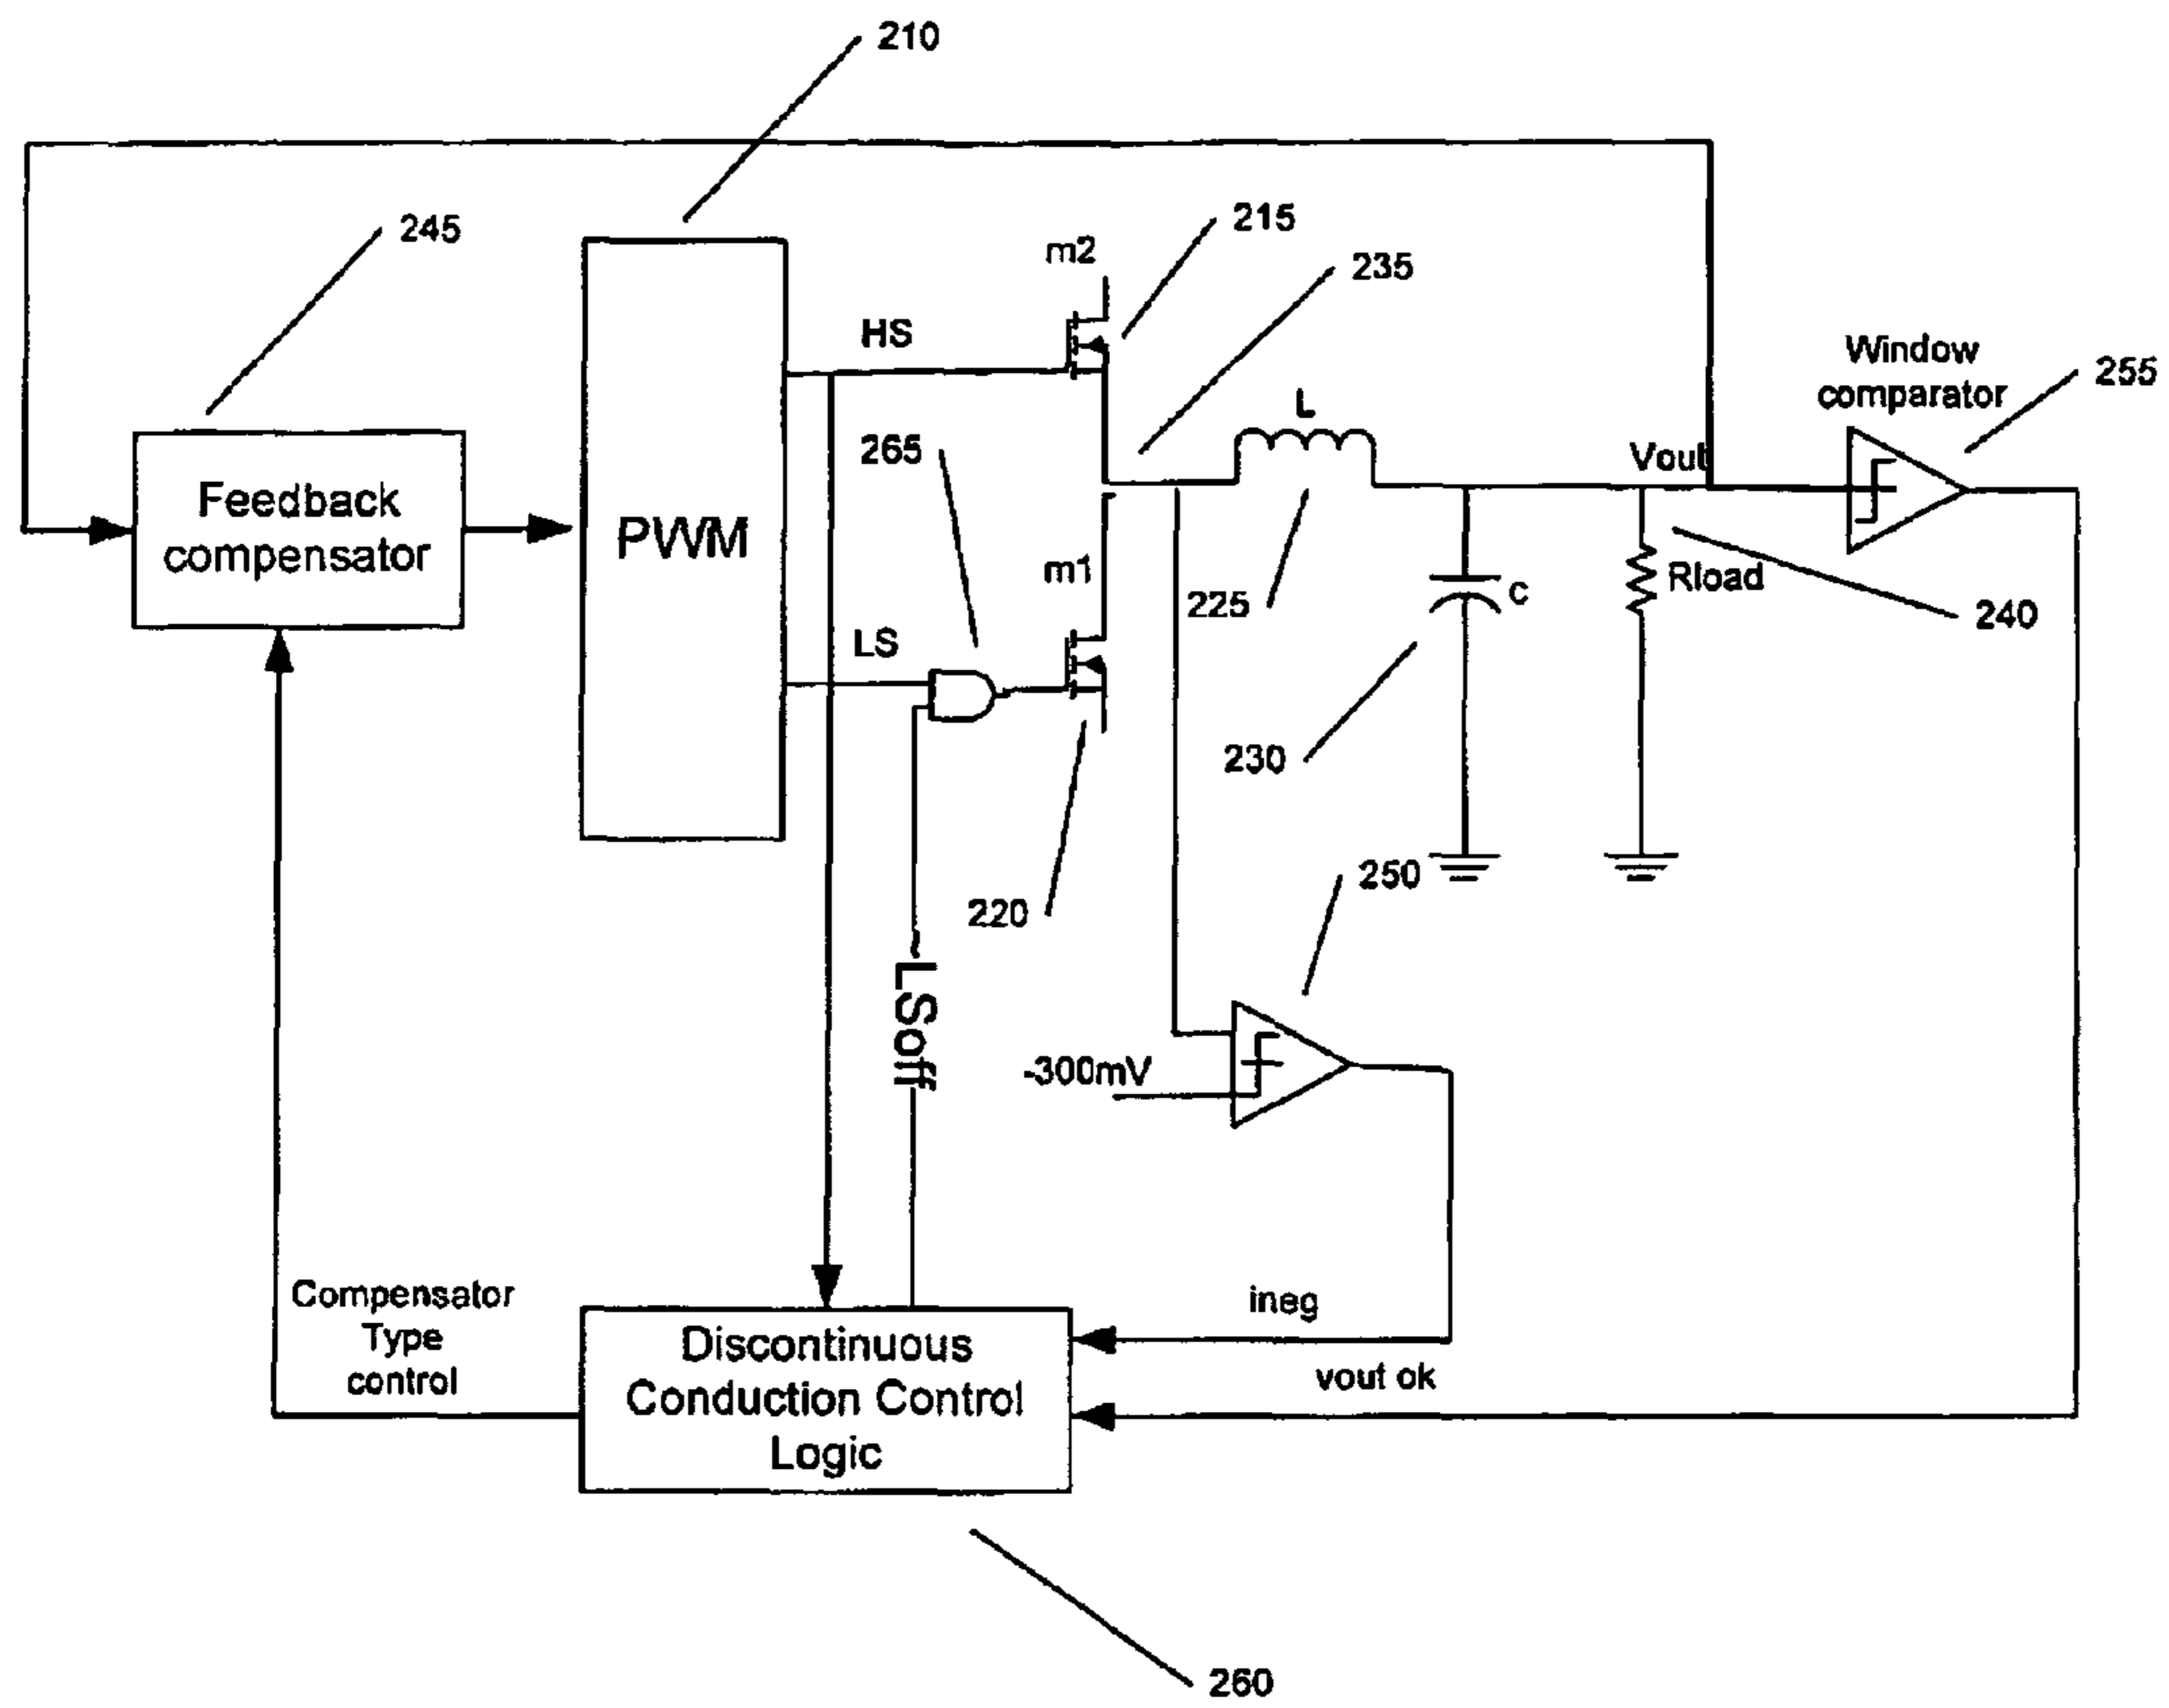 210
245
215
m2
235
HS
Window
comparator
255
L
265
Vout
Feedback
compensator
PWM
m1
Rload
C
225
240
LS
230
250
220
~LSoff
-300mV
Compensator
Type
control
ineg
Discontinuous
Conduction Control
Logic
vout ok
260